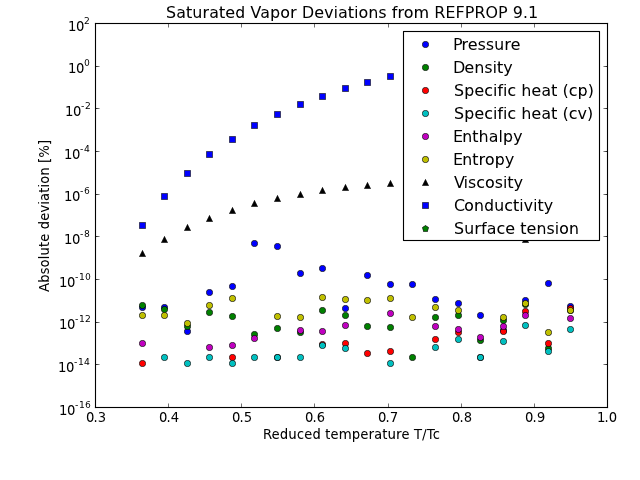 Saturated Vapor Deviations from REFPROP 9.1
10^2
10^0
10^-2
10^-4
10^-6
10^-8
10^-10
10^-12
10^-14
10^-16
Absolute deviation [%]
Pressure
Density
Specific heat (cp)
Specific heat (cv)
Enthalpy
Entropy
Viscosity
Conductivity
Surface tension
0.3 0.4 0.5 0.6 0.7 0.8 0.9 1.0
Reduced temperature T/Tc